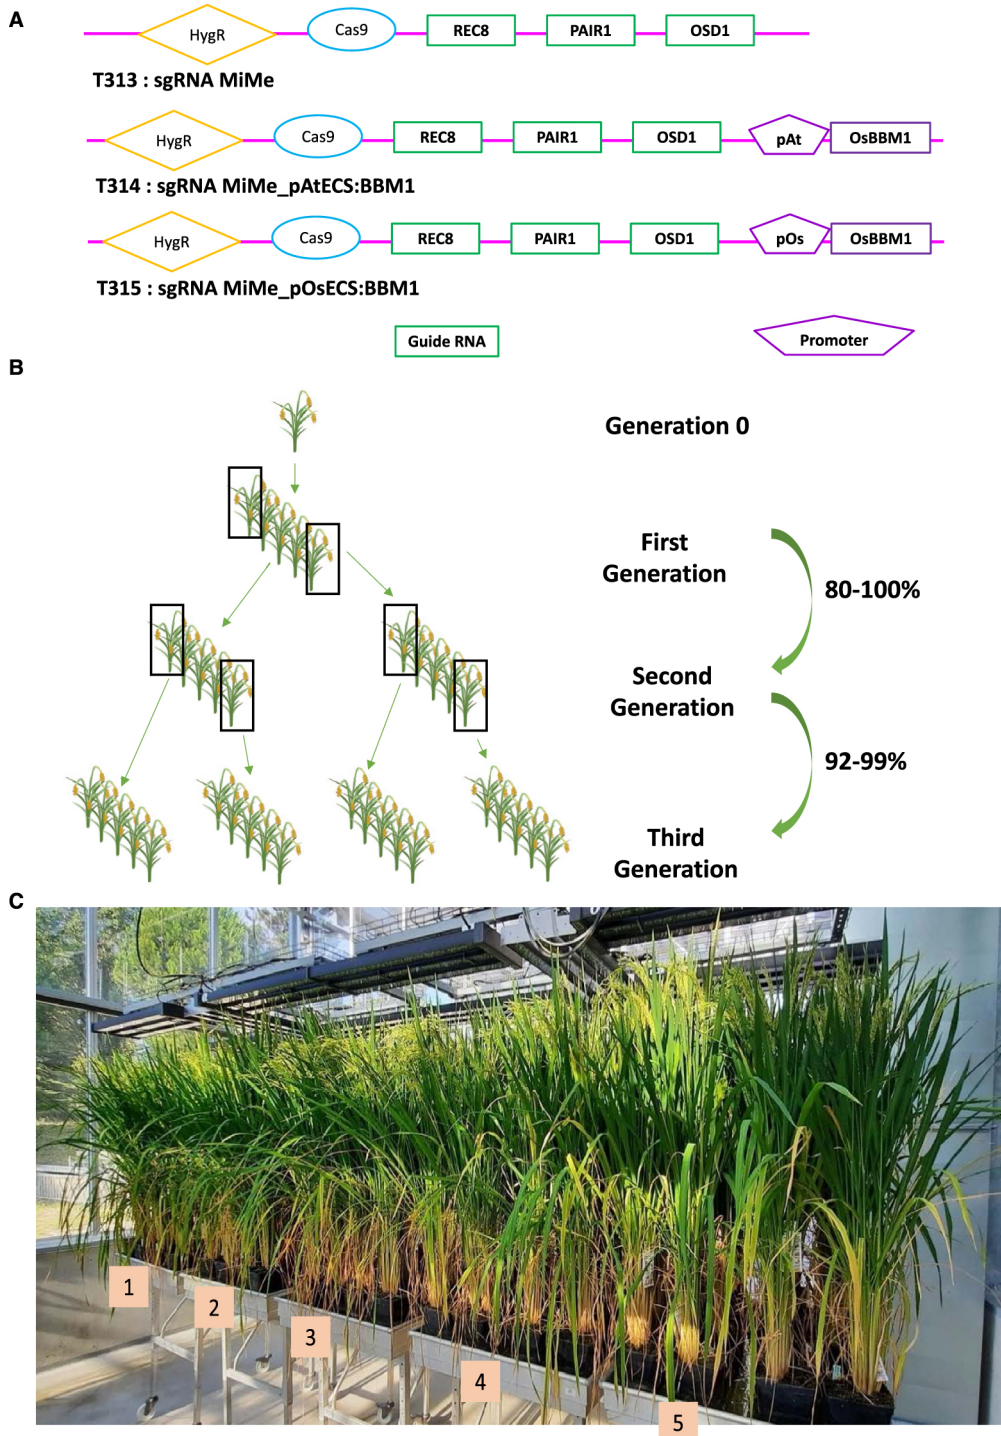 A
HygR Cas9 REC8 PAIR1 OSD1
T313 : sgRNA MiMe
HygR Cas9 REC8 PAIR1 OSD1 pAt OsBBM1
T314 : sgRNA MiMe_pAtECS:BBM1
HygR Cas9 REC8 PAIR1 OSD1 pOs OsBBM1
T315 : sgRNA MiMe_pOsECS:BBM1
Guide RNA Promoter
B
Generation 0
First
Generation
80-100%
Second
Generation
92-99%
Third
Generation
C
1
2
3
4
5